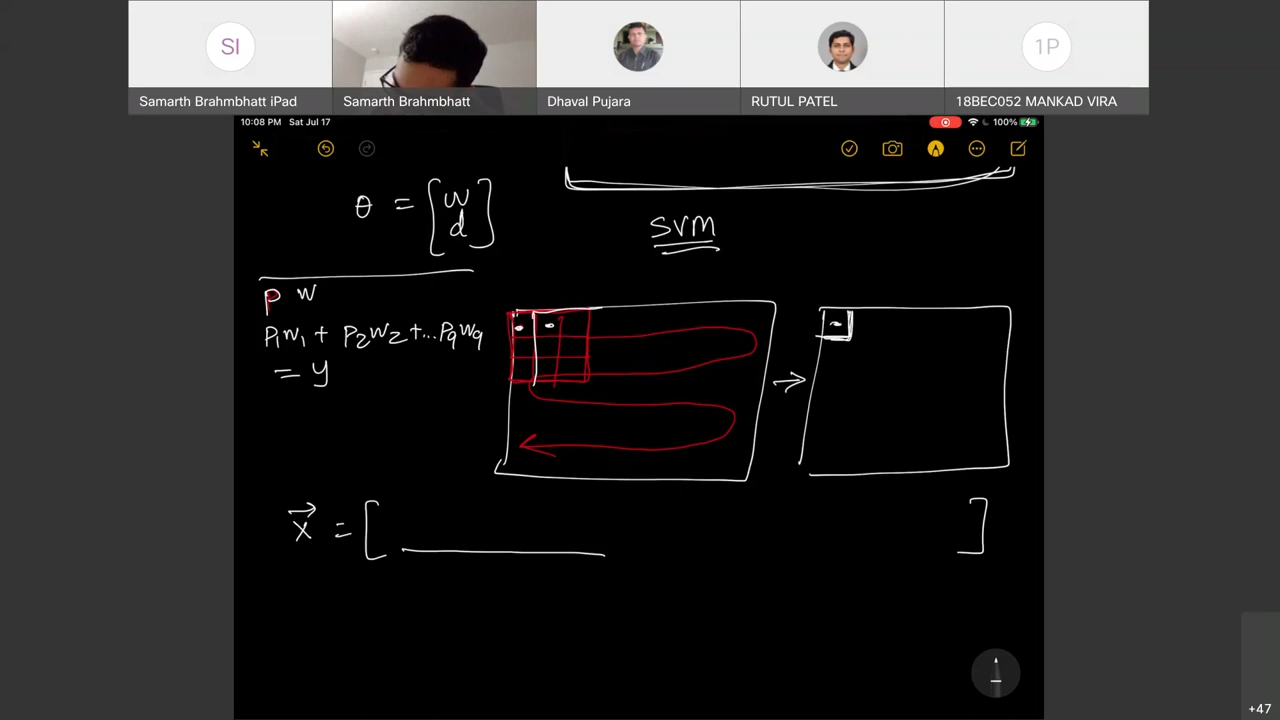 SI
1P
Samarth Brahmbhatt iPad
Samarth Brahmbhatt
Dhaval Pujara
RUTUL PATEL
18BEC052 MANKAD VIRA
10:08 PM Sat Jul 17
100%
θ = [w
d]
SVM
p w
p1w1 + p2w2 +...p9w9
= y
→
x = [ ]
+47